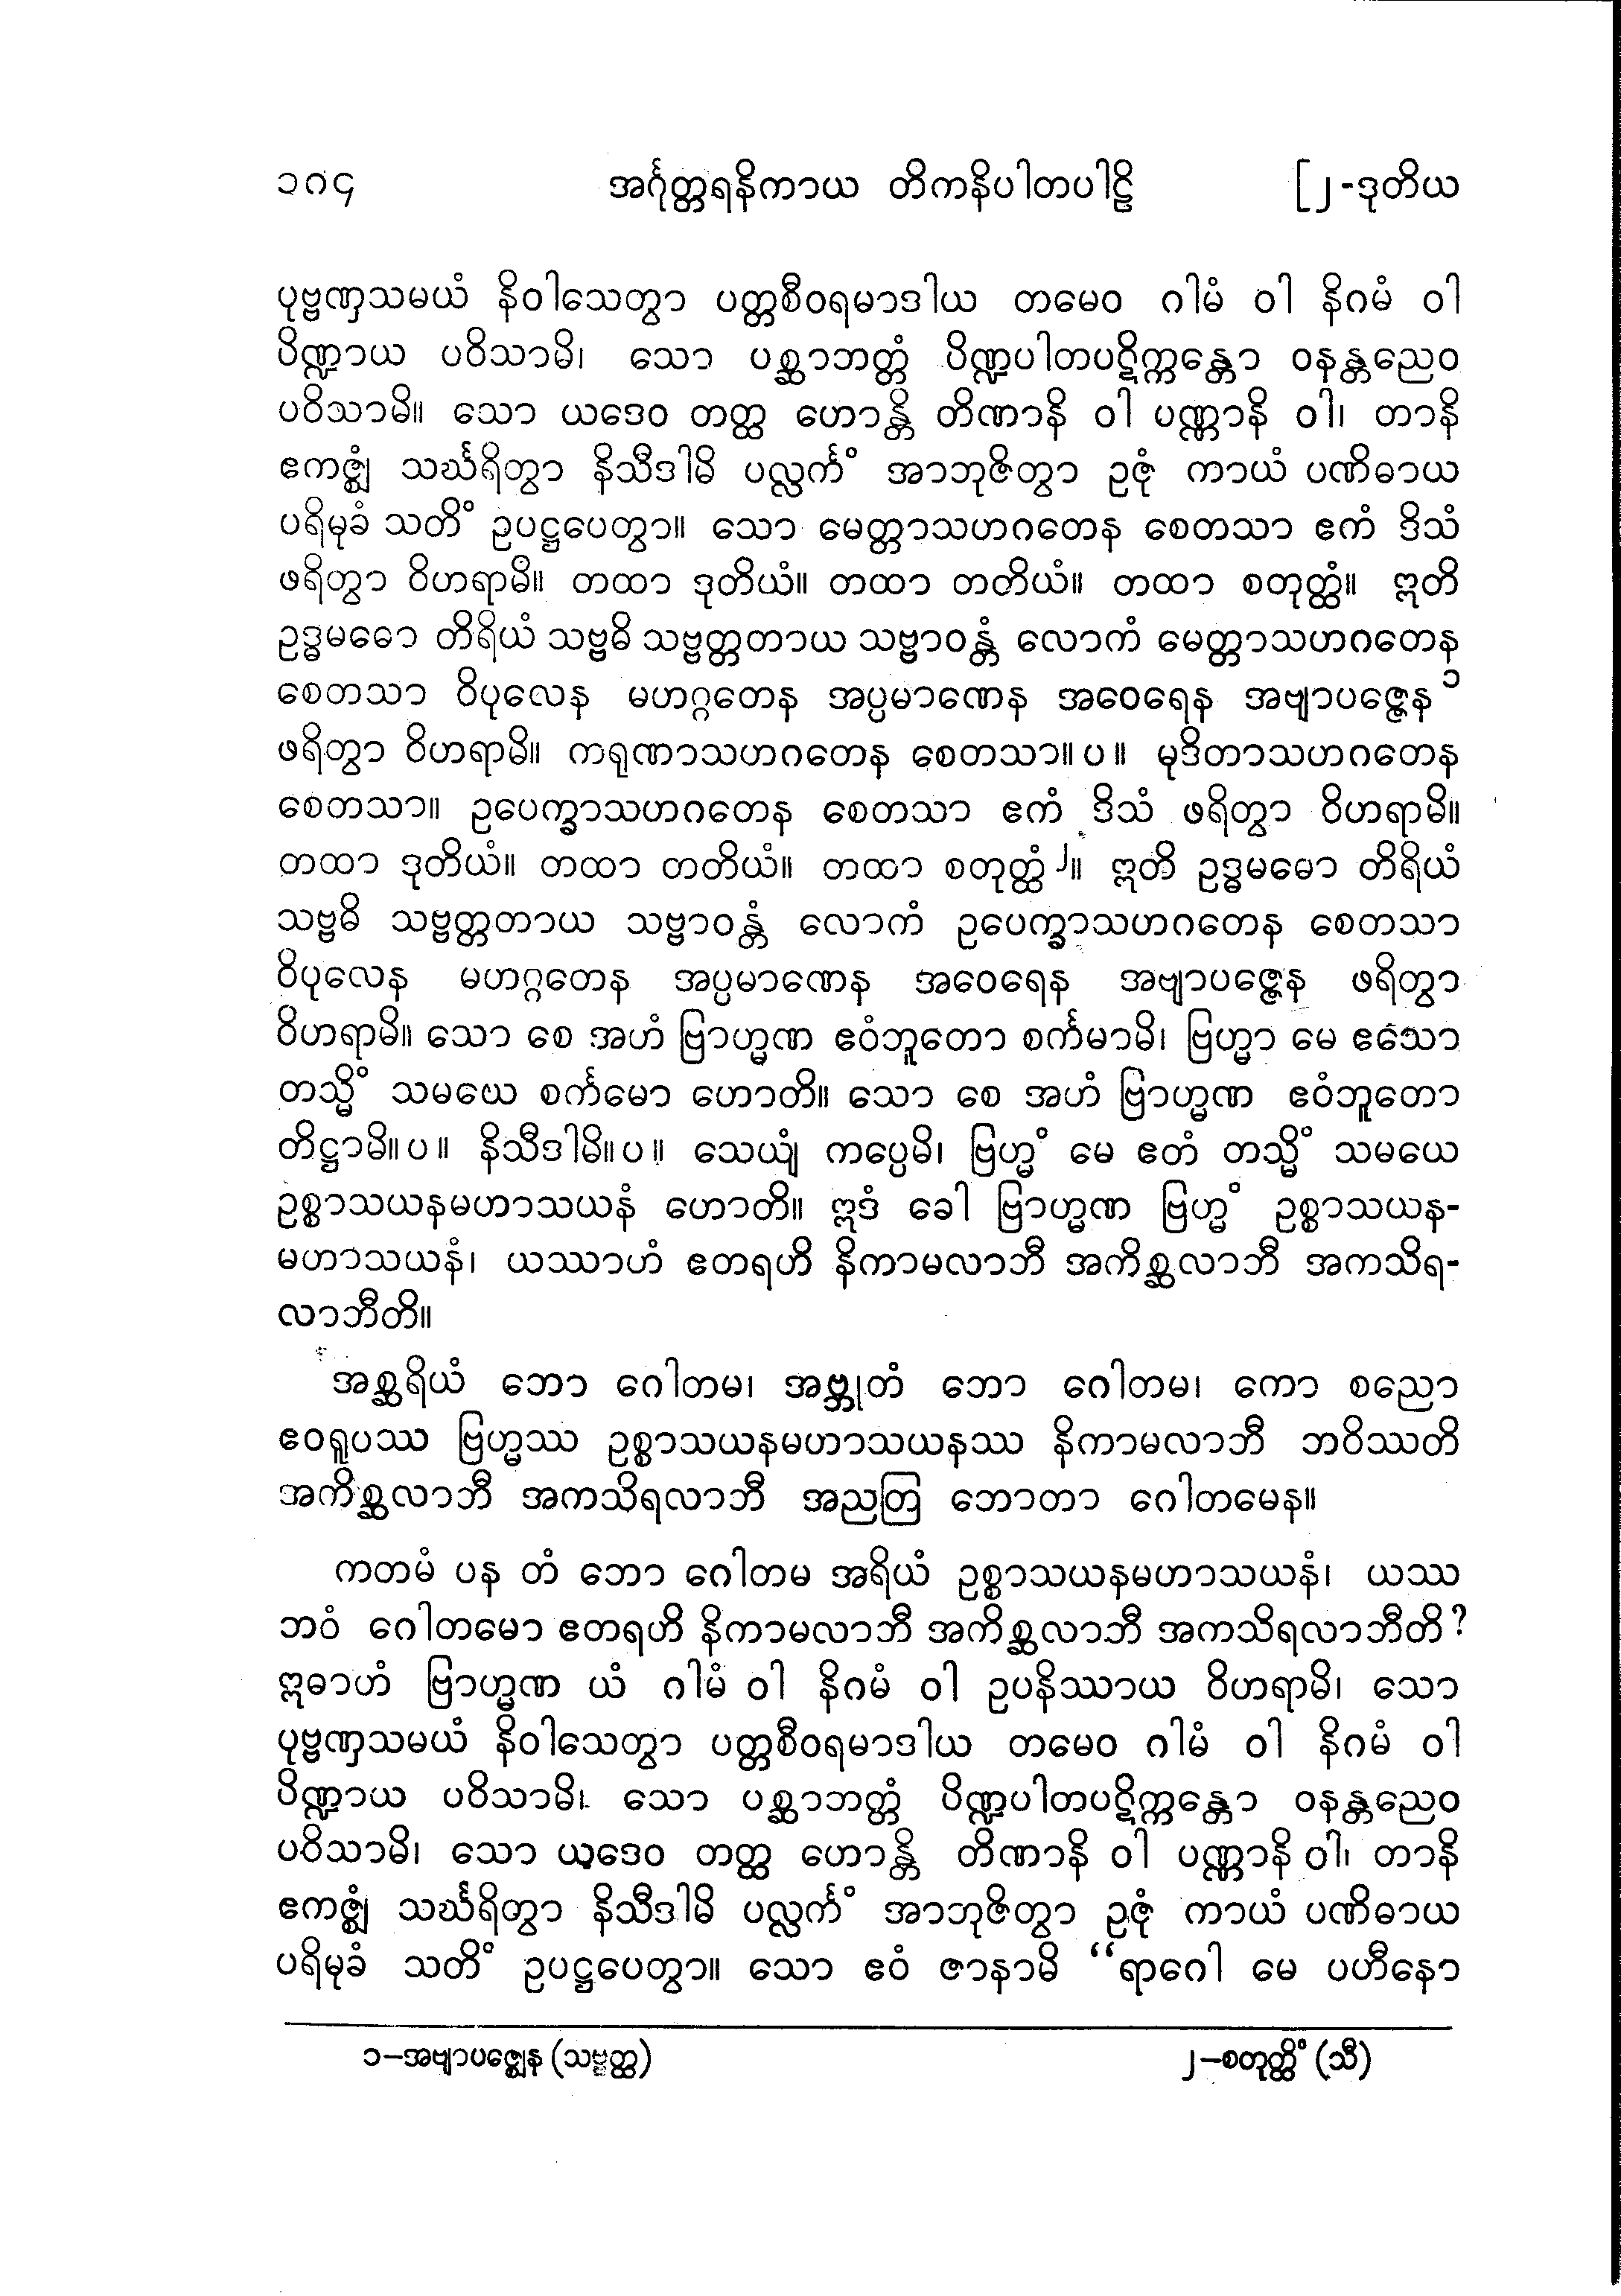 ၁၈၄ အင်္ဂုတ္တရနိကာယ တိကနိပါတပါဠိ [၂-ဒုတိယ
ပုဗ္ဗဏှသမယံ နိဝါသေတွာ ပတ္တစီဝရမာဒါယ တမေဝ ဂါမံ ဝါ နိဂမံ ဝါ
ပိဏ္ဍာယ ပဝိသာမိ၊ သော ပစ္ဆာဘတ္တံ ပိဏ္ဍပါတပဋိက္ကန္တော ဝနန္တညေဝ
ပဝိသာမိ။ သော ယဒေဝ တတ္ထ ဟောန္တိ တိဏာနိ ဝါ ပဏ္ဏာနိ ဝါ၊ တာနိ
ဧကဇ္ဈံ သင်္ဃရိတွာ နိသီဒါမိ ပလ္လင်္ကံ အာဘုဇိတွာ ဥဇုံ ကာယံ ပဏိဓာယ
ပရိမုခံ သတိံ ဥပဋ္ဌပေတွာ။ သော မေတ္တာသဟဂတေန စေတသာ ဧကံ ဒိသံ
ဖရိတွာ ဝိဟရာမိ။ တထာ ဒုတိယံ။ တထာ တတိယံ။ တထာ စတုတ္ထံ။ ဣတိ
ဥဒ္ဓမဓော တိရိယံ သဗ္ဗဓိ သဗ္ဗတ္တတာယ သဗ္ဗာဝန္တံ လောကံ မေတ္တာသဟဂတေန
စေတသာ ဝိပုလေန မဟဂ္ဂတေန အပ္ပမာဏေန အဝေရေန အဗျာပဇ္ဇေန၁
ဖရိတွာ ဝိဟရာမိ။ ကရုဏာသဟဂတေန စေတသာ။ပ။ မုဒိတာသဟဂတေန
စေတသာ။ ဥပေက္ခာသဟဂတေန စေတသာ ဧကံ ဒိသံ ဖရိတွာ ဝိဟရာမိ။
တထာ ဒုတိယံ။ တထာ တတိယံ။ တထာ စတုတ္ထံ၂။ ဣတိ ဥဒ္ဓမဓော တိရိယံ
သဗ္ဗဓိ သဗ္ဗတ္တတာယ သဗ္ဗာဝန္တံ လောကံ ဥပေက္ခာသဟဂတေန စေတသာ
ဝိပုလေန မဟဂ္ဂတေန အပ္ပမာဏေန အဝေရေန အဗျာပဇ္ဇေန ဖရိတွာ
ဝိဟရာမိ။ သော စေ အဟံ ဗြာဟ္မဏ ဧဝံဘူတော စင်္ကမာမိ၊ ဗြဟ္မာ မေ ဧသော
တသ္မိံ သမယေ စင်္ကမော ဟောတိ။ သော စေ အဟံ ဗြာဟ္မဏ ဧဝံဘူတော
တိဋ္ဌာမိ။ပ။ နိသီဒါမိ။ပ။ သေယျံ ကပ္ပေမိ၊ ဗြဟ္မံ မေ ဧတံ တသ္မိံ သမယေ
ဥစ္စာသယနမဟာသယနံ ဟောတိ။ ဣဒံ ခေါ ဗြာဟ္မဏ ဗြဟ္မံ ဥစ္စာသယန-
မဟာသယနံ၊ ယဿာဟံ ဧတရဟိ နိကာမလာဘီ အကိစ္ဆလာဘီ အကသိရ-
လာဘီတိ။
အစ္ဆရိယံ ဘော ဂေါတမ၊ အဗ္ဘုတံ ဘော ဂေါတမ၊ ကော စညော
ဧဝရူပဿ ဗြဟ္မဿ ဥစ္စာသယနမဟာသယနဿ နိကာမလာဘီ ဘဝိဿတိ
အကိစ္ဆလာဘီ အကသိရလာဘီ အညတြ ဘောတာ ဂေါတမေန။
ကတမံ ပန တံ ဘော ဂေါတမ အရိယံ ဥစ္စာသယနမဟာသယနံ၊ ယဿ
ဘဝံ ဂေါတမော ဧတရဟိ နိကာမလာဘီ အကိစ္ဆလာဘီ အကသိရလာဘီတိ?
ဣဓာဟံ ဗြာဟ္မဏ ယံ ဂါမံ ဝါ နိဂမံ ဝါ ဥပနိဿာယ ဝိဟရာမိ၊ သော
ပုဗ္ဗဏှသမယံ နိဝါသေတွာ ပတ္တစီဝရမာဒါယ တမေဝ ဂါမံ ဝါ နိဂမံ ဝါ
ပိဏ္ဍာယ ပဝိသာမိ၊ သော ပစ္ဆာဘတ္တံ ပိဏ္ဍပါတပဋိက္ကန္တော ဝနန္တညေဝ
ပဝိသာမိ၊ သော ယဒေဝ တတ္ထ ဟောန္တိ တိဏာနိ ဝါ ပဏ္ဏာနိ ဝါ၊ တာနိ
ဧကဇ္ဈံ သင်္ဃရိတွာ နိသီဒါမိ ပလ္လင်္ကံ အာဘုဇိတွာ ဥဇုံ ကာယံ ပဏိဓာယ
ပရိမုခံ သတိံ ဥပဋ္ဌပေတွာ။ သော ဧဝံ ဇာနာမိ “ရာဂေါ မေ ပဟီနော
၁-အဗျာပဇ္ဈေန (သဗ္ဗတ္ထ) ၂-စတုတ္ထိံ (သီ)